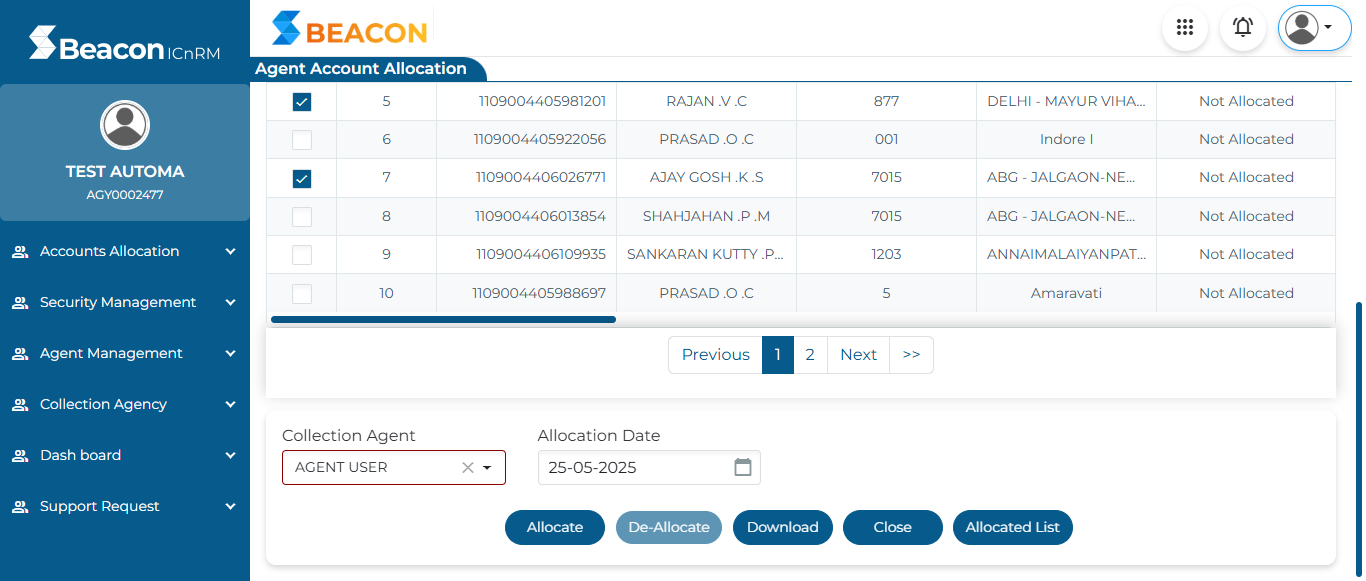 Beacon ICnRM
BEACON
Agent Account Allocation
TEST AUTOMA
AGY0002477
Accounts Allocation
Security Management
Agent Management
Collection Agency
Dash board
Support Request
5 1109004405981201 RAJAN .V .C 877 DELHI - MAYUR VIHA... Not Allocated
6 1109004405922056 PRASAD .O .C 001 Indore I Not Allocated
7 1109004406026771 AJAY GOSH .K .S 7015 ABG - JALGAON-NE... Not Allocated
8 1109004406013854 SHAHJAHAN .P .M 7015 ABG - JALGAON-NE... Not Allocated
9 1109004406109935 SANKARAN KUTTY .P... 1203 ANNAIMALAIYANPAT... Not Allocated
10 1109004405988697 PRASAD .O .C 5 Amaravati Not Allocated
Previous 1 2 Next >>
Collection Agent Allocation Date
AGENT USER 25-05-2025
Allocate De-Allocate Download Close Allocated List